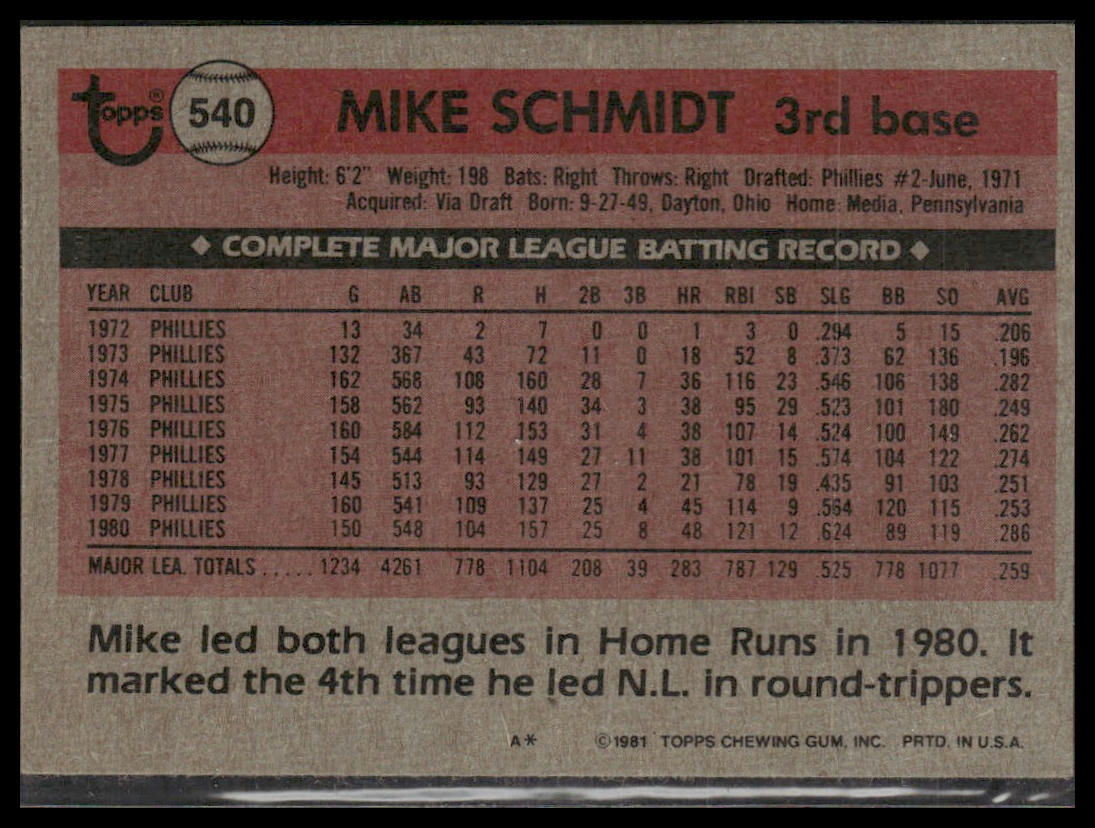 Topps® 540 MIKE SCHMIDT 3rd base
Height: 6'2" Weight: 198 Bats: Right Throws: Right Drafted: Phillies #2-June, 1971
Acquired: Via Draft Born: 9-27-49, Dayton, Ohio Home: Media, Pennsylvania
◆ COMPLETE MAJOR LEAGUE BATTING RECORD ◆
YEAR CLUB G AB R H 2B 3B HR RBI SB SLG BB SO AVG
1972 PHILLIES 13 34 2 7 0 0 1 3 0 .294 5 15 .206
1973 PHILLIES 132 367 43 72 11 0 18 52 8 .373 62 136 .196
1974 PHILLIES 162 568 108 160 28 7 36 116 23 .546 106 138 .282
1975 PHILLIES 158 562 93 140 34 3 38 95 29 .523 101 180 .249
1976 PHILLIES 160 584 112 153 31 4 38 107 14 .524 100 149 .262
1977 PHILLIES 154 544 114 149 27 11 38 101 15 .574 104 122 .274
1978 PHILLIES 145 513 93 129 27 2 21 78 19 .435 91 103 .251
1979 PHILLIES 160 541 109 137 25 4 45 114 9 .564 120 115 .253
1980 PHILLIES 150 548 104 157 25 8 48 121 12 .624 89 119 .286
MAJOR LEA. TOTALS ..... 1234 4261 778 1104 208 39 283 787 129 .525 778 1077 .259
Mike led both leagues in Home Runs in 1980. It
marked the 4th time he led N.L. in round-trippers.
A* ©1981 TOPPS CHEWING GUM, INC. PRTD. IN U.S.A.